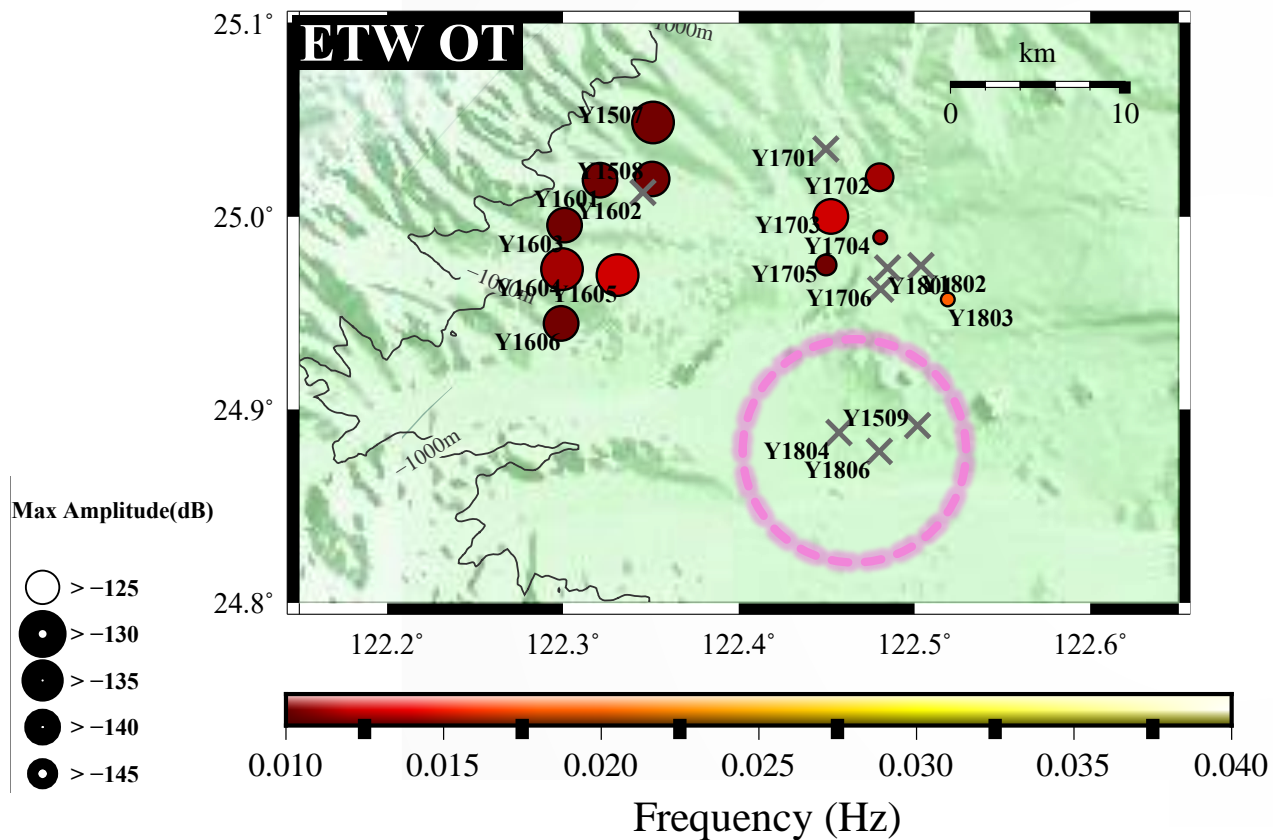 25.1˚
ETW OT
1000m
km
0 10
Y1507
Y1701
Y1508
Y1702
Y1601
Y1602
25.0˚
Y1703
Y1603
Y1704
Y1705
−1000m
Y1604
Y1605
Y1706
Y1801
Y1802
Y1803
Y1606
24.9˚
Y1509
−1000m
Y1804
Y1806
24.8˚
122.2˚ 122.3˚ 122.4˚ 122.5˚ 122.6˚
Max Amplitude(dB)
> −125
> −130
> −135
> −140
> −145
0.010 0.015 0.020 0.025 0.030 0.035 0.040
Frequency (Hz)